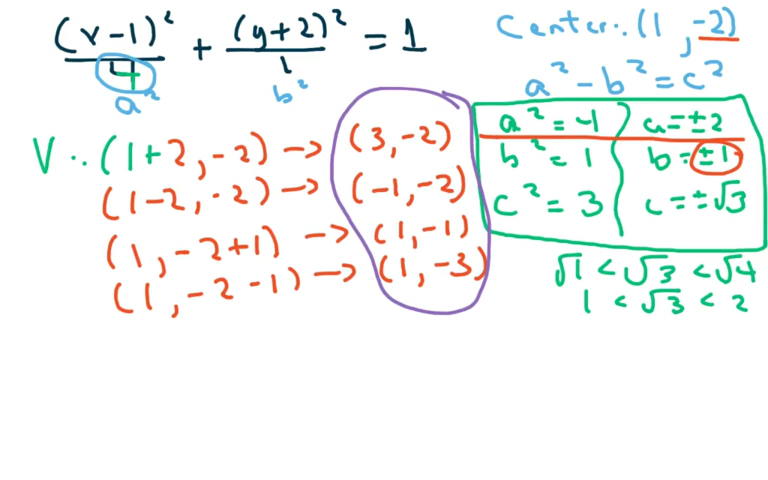 (x-1)²/4 + (y+2)²/1 = 1
a²
b²
Center: (1, -2)
a² - b² = c²
a² = 4 a = ±2
b² = 1 b = ±1
c² = 3 c = ±√3
√1 < √3 < √4
1 < √3 < 2
V: (1+2, -2) → (3, -2)
(1-2, -2) → (-1, -2)
(1, -2+1) → (1, -1)
(1, -2-1) → (1, -3)